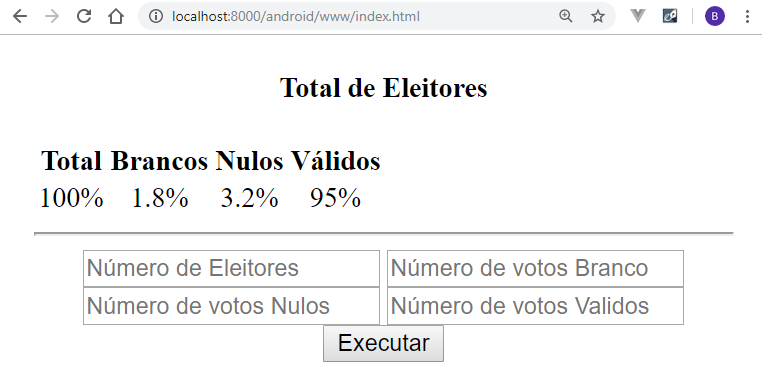 localhost:8000/android/www/index.html
B
Total de Eleitores
Total Brancos Nulos Válidos
100% 1.8% 3.2% 95%
Número de Eleitores Número de votos Branco
Número de votos Nulos Número de votos Validos
Executar